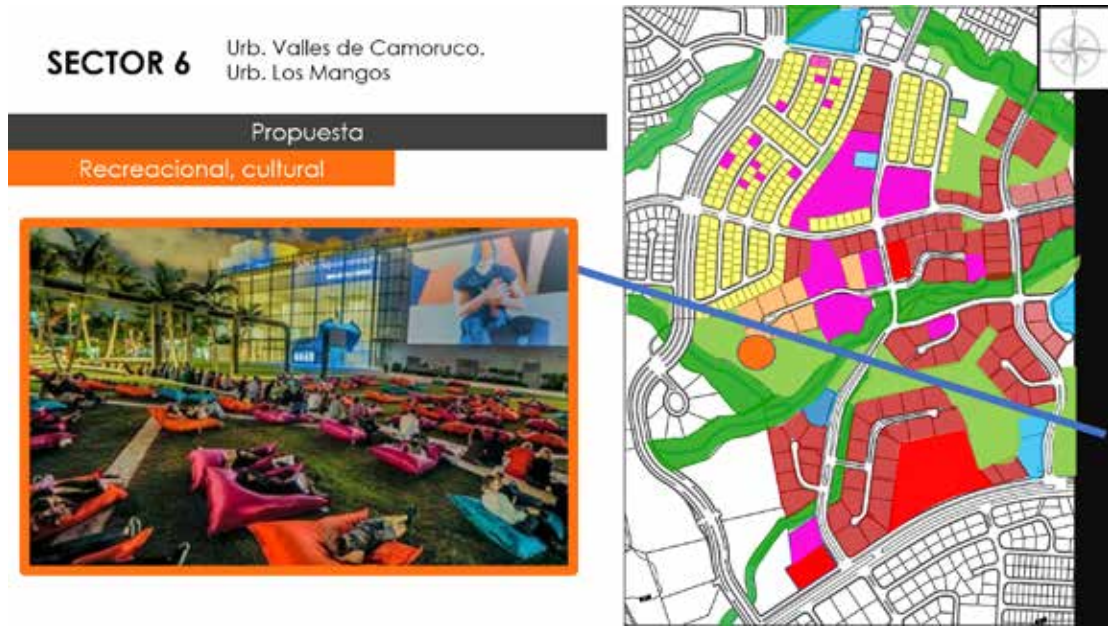 SECTOR 6
Urb. Valles de Camoruco.
Urb. Los Mangos
Propuesta
Recreacional, cultural